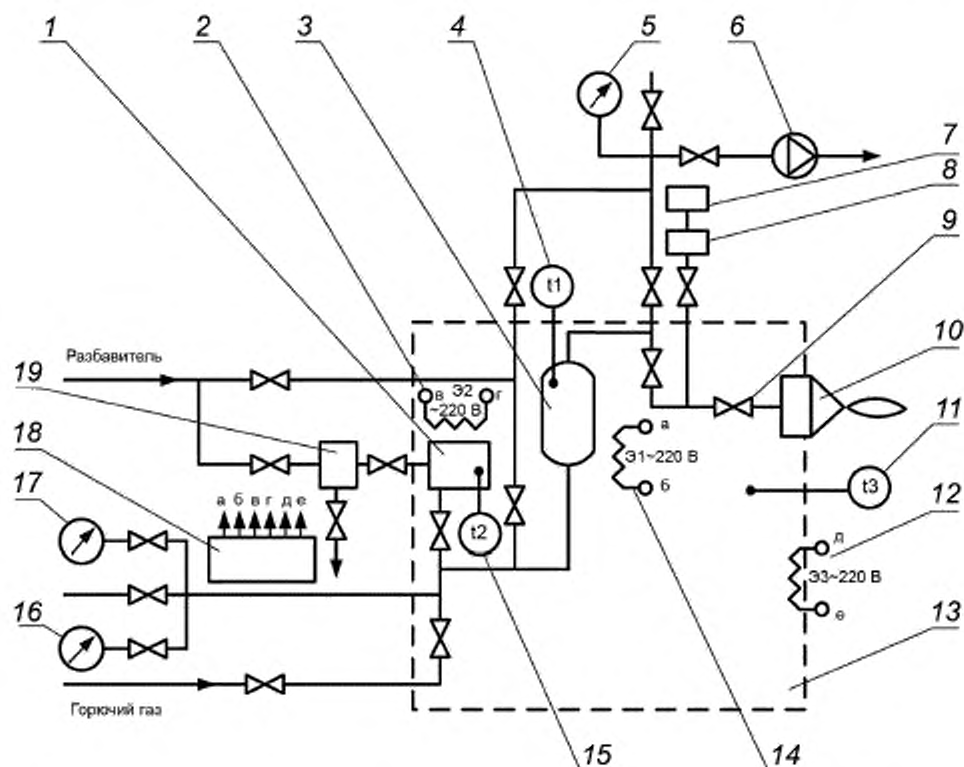 1 2 3 4 5 6
7
8
9
t1
10
Разбавитель
19
в Э2 г
~220 В
11
18
а
Э1~220 В
б
t3
17
а б в г д е
12
t2
д
Э3~220 В
е
16
13
Горючий газ
15
14